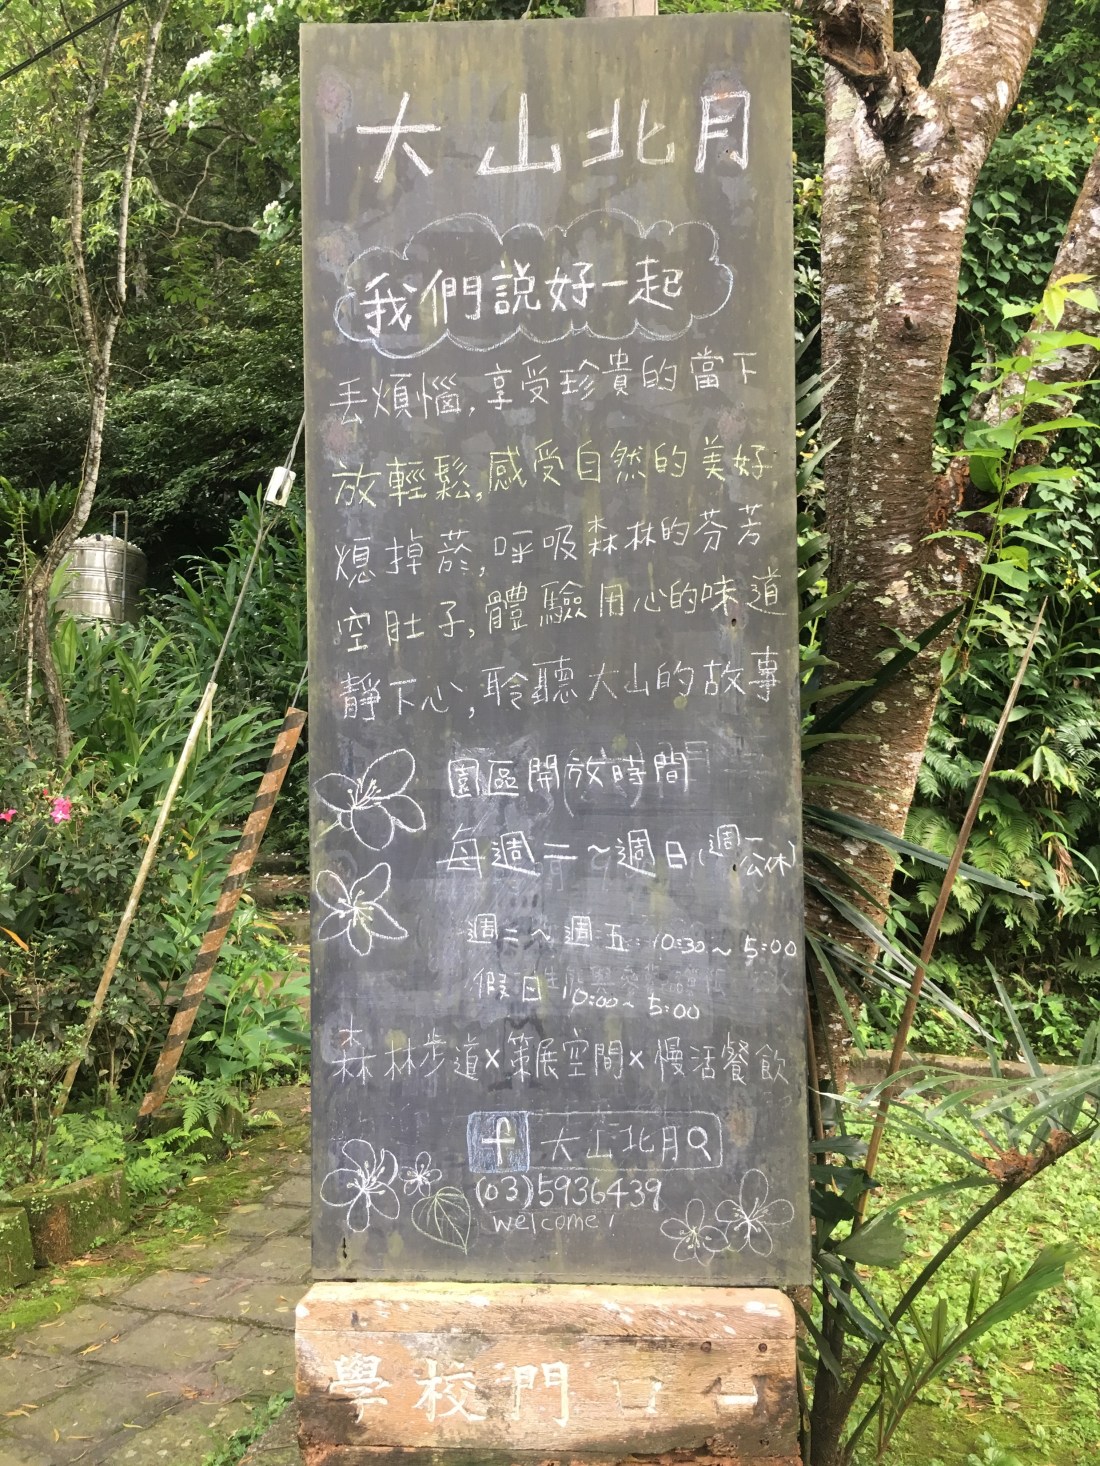 大山北月
我們說好一起
丟煩惱,享受珍貴的當下
放輕鬆,感受自然的美好
熄掉菸,呼吸森林的芬芳
空肚子,體驗用心的味道
靜下心,聆聽大山的故事
園區開放時間
每週二~週日(週一公休)
週二~週五:10:30~5:00
假日 10:00~5:00
森林步道×策展空間×慢活餐飲
f 大山北月
(03)5936439
welcome!
學校門口